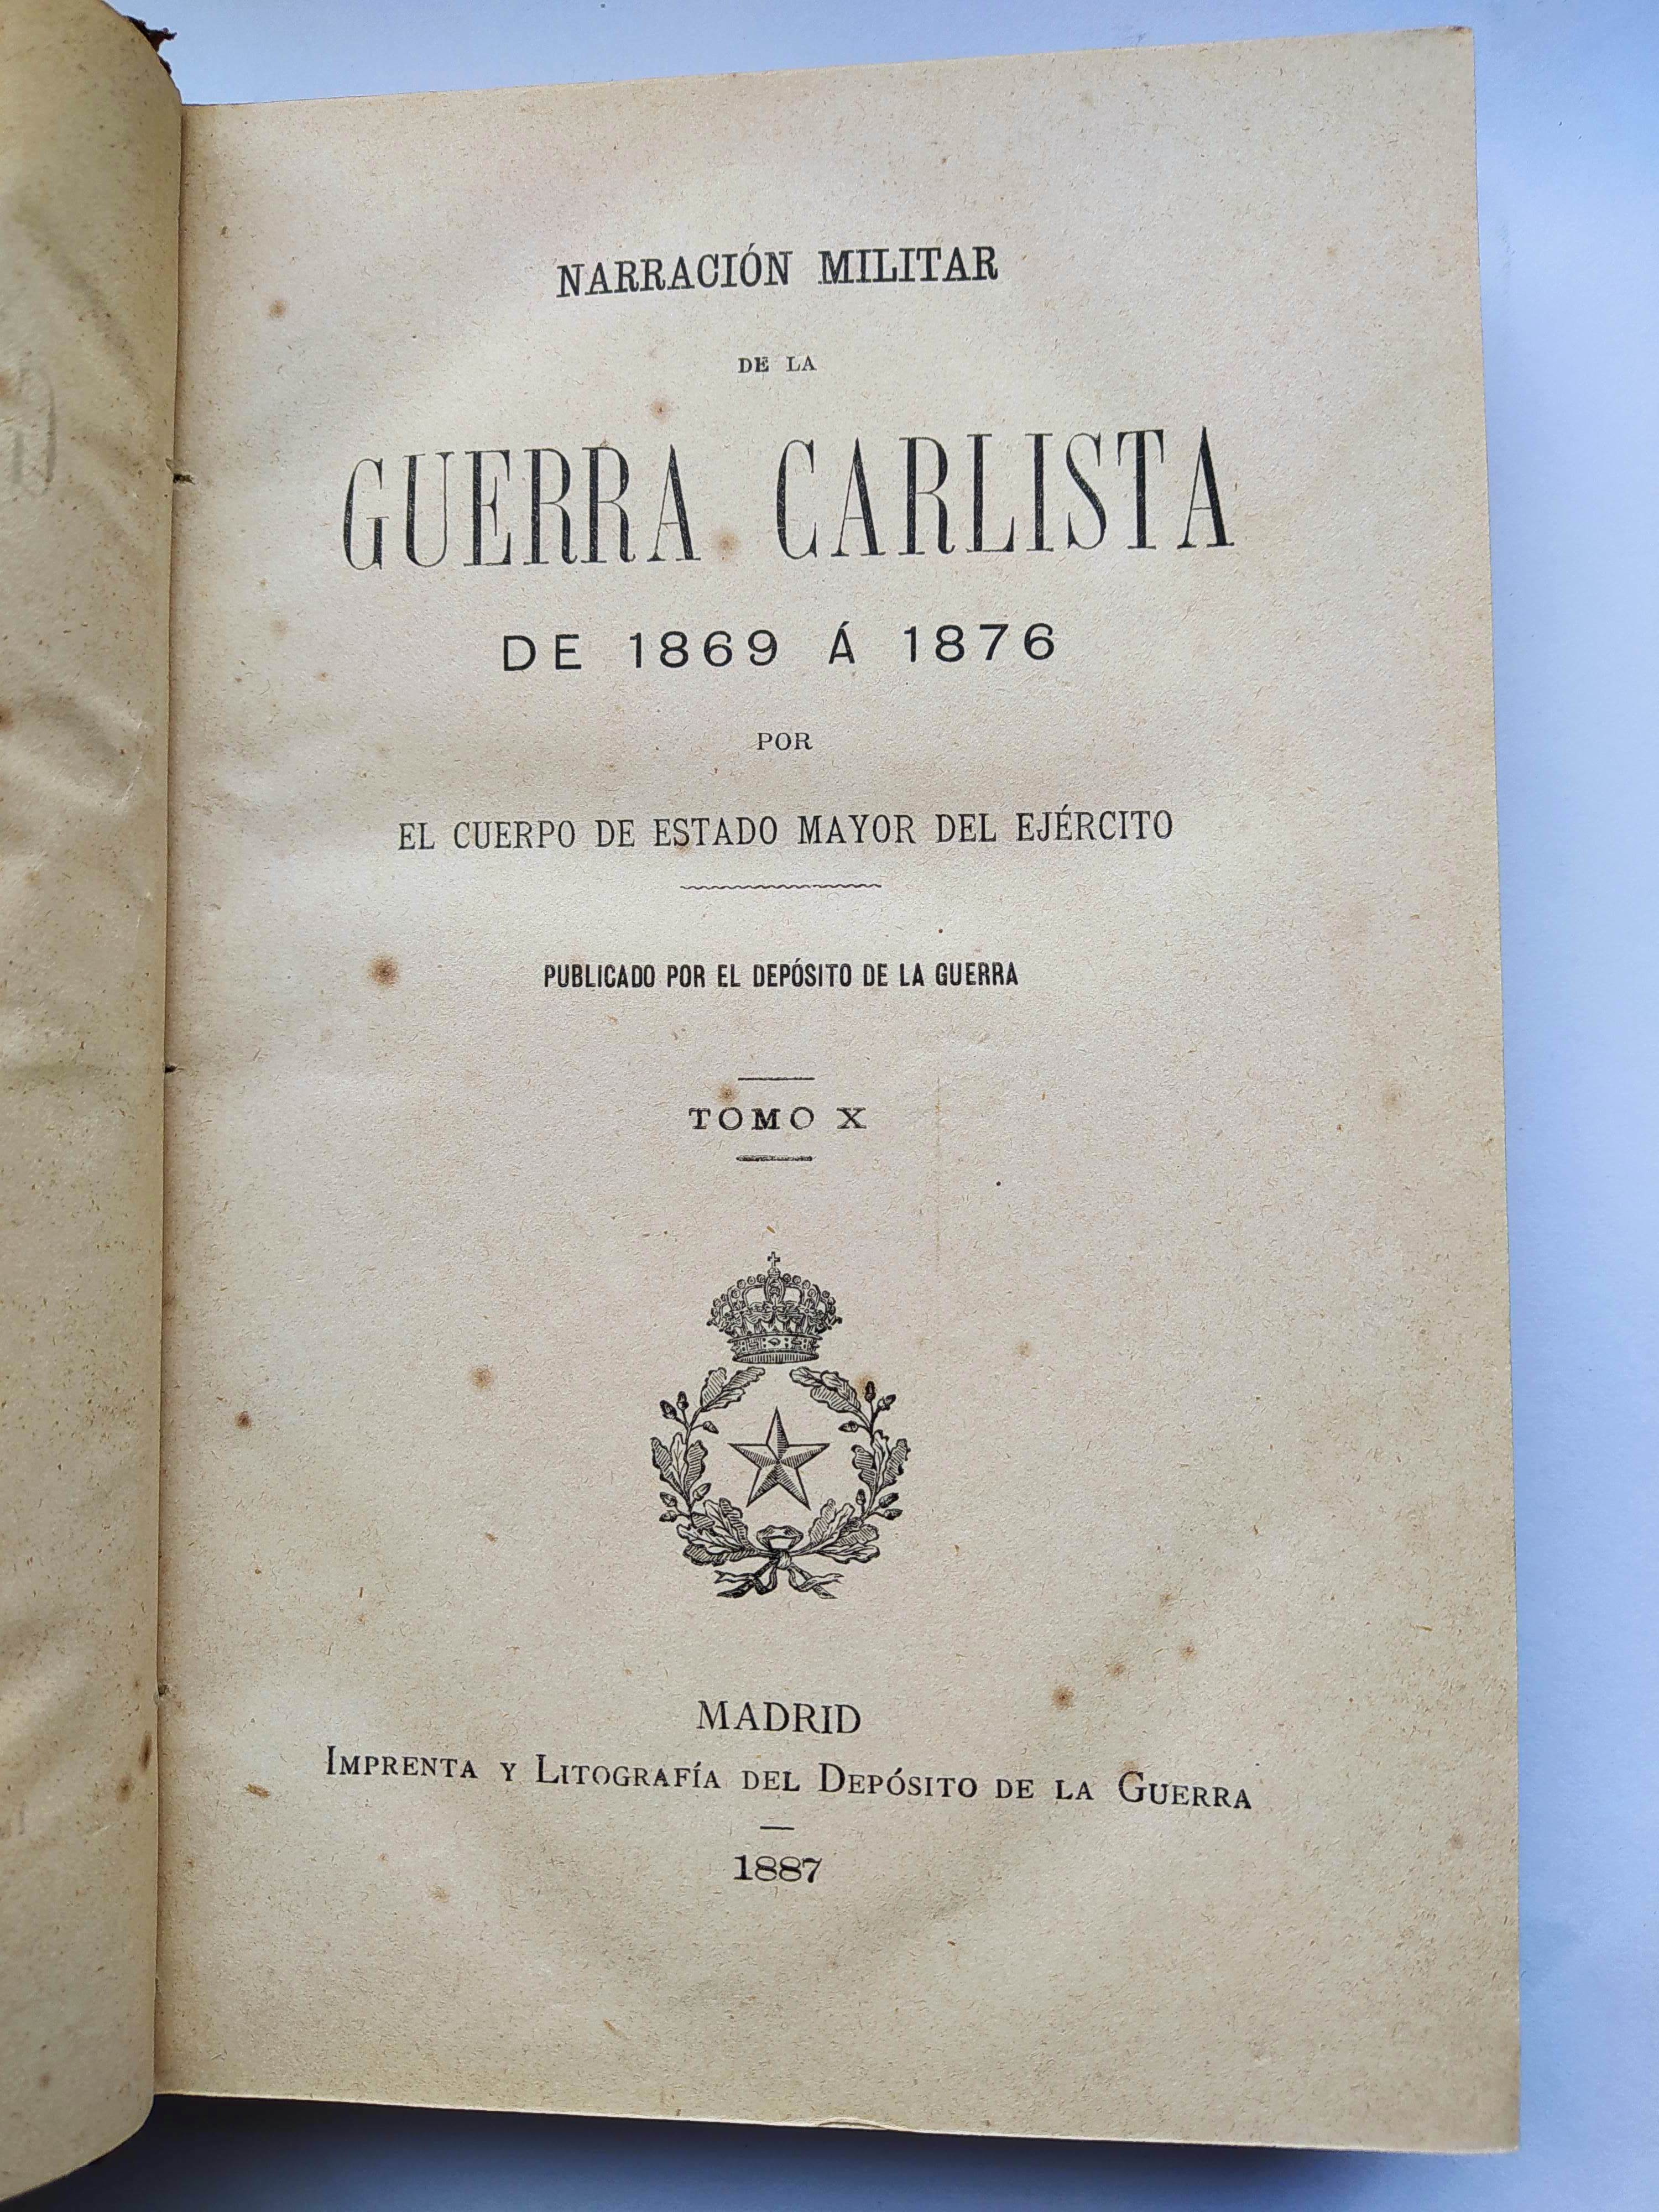 NARRACIÓN MILITAR
DE LA
GUERRA CARLISTA
DE 1869 Á 1876
POR
EL CUERPO DE ESTADO MAYOR DEL EJÉRCITO
PUBLICADO POR EL DEPÓSITO DE LA GUERRA
TOMO X
MADRID
IMPRENTA Y LITOGRAFÍA DEL DEPÓSITO DE LA GUERRA
1887